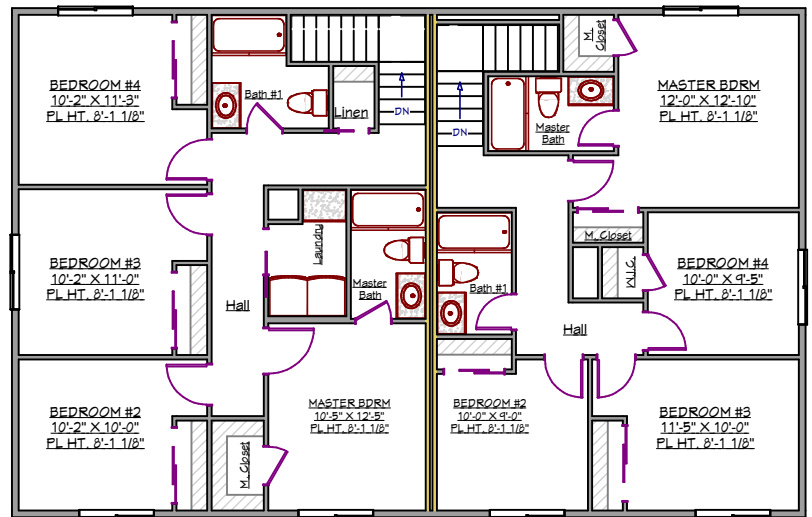 BEDROOM #4
10'-2" X 11'-3"
PL HT. 8'-1 1/8"
Bath #1
Linen
DN
BEDROOM #3
10'-2" X 11'-0"
PL HT. 8'-1 1/8"
Laundry
Master
Bath
Hall
BEDROOM #2
10'-2" X 10'-0"
PL HT. 8'-1 1/8"
M. Closet
MASTER BDRM
10'-5" X 12'-5"
PL HT. 8'-1 1/8"
M.
Closet
MASTER BDRM
12'-0" X 12'-10"
PL HT. 8'-1 1/8"
DN
Master
Bath
M. Closet
W.I.C.
BEDROOM #4
10'-0" X 9'-5"
PL HT. 8'-1 1/8"
Bath #1
Hall
BEDROOM #2
10'-0" X 9'-0"
PL HT. 8'-1 1/8"
BEDROOM #3
11'-5" X 10'-0"
PL HT. 8'-1 1/8"